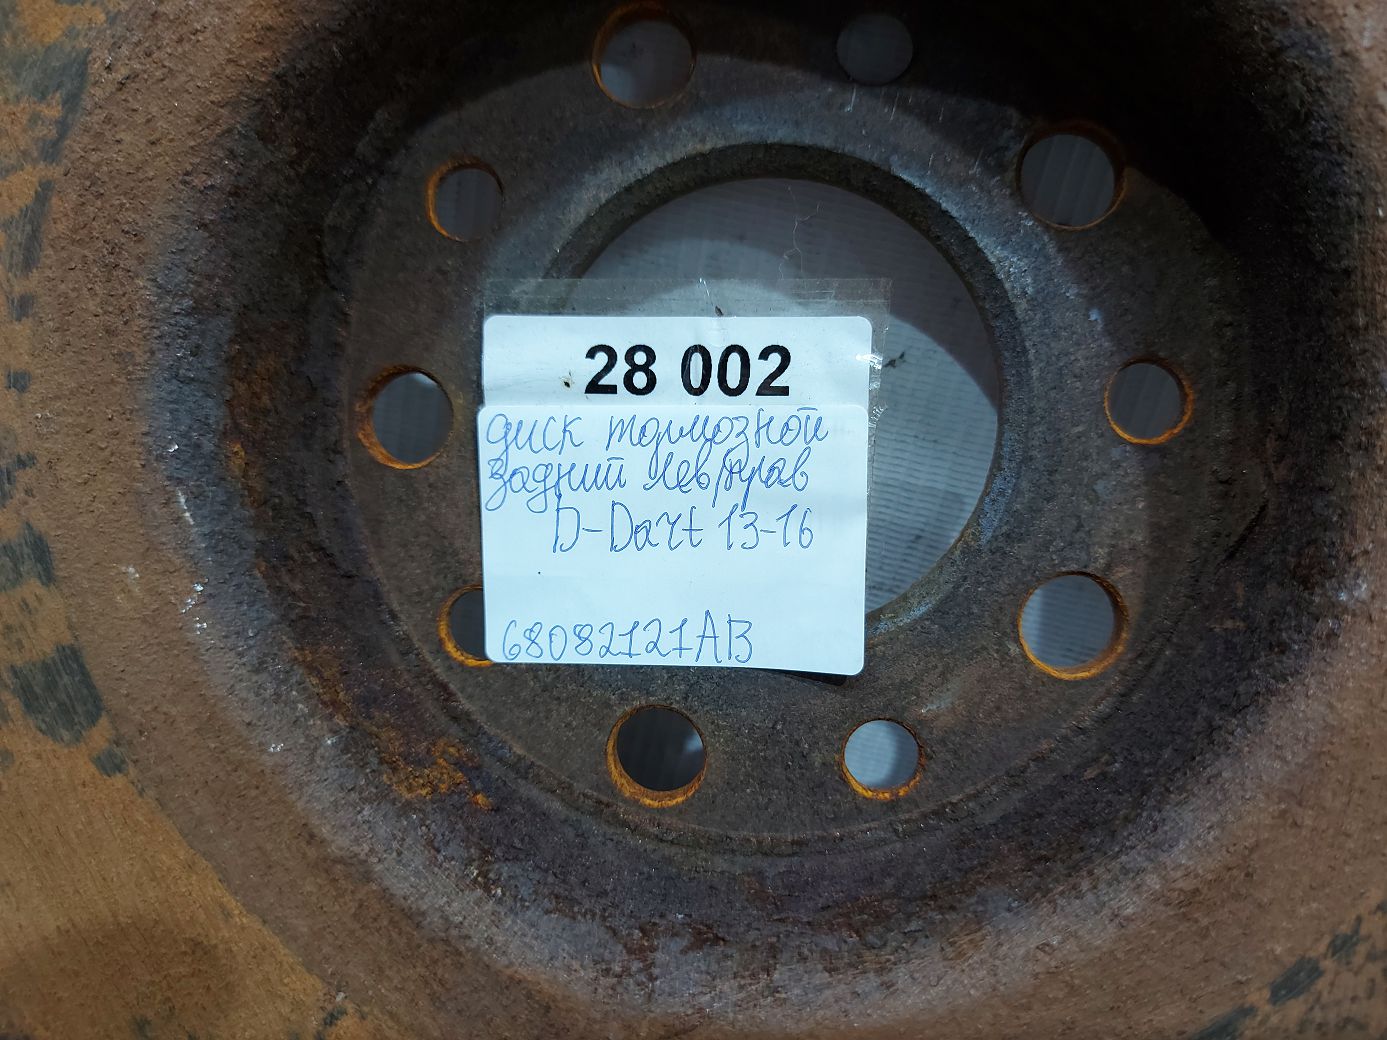 28 002
диск тормозной
задний лев/прав
D-Dart 13-16
68082121AB